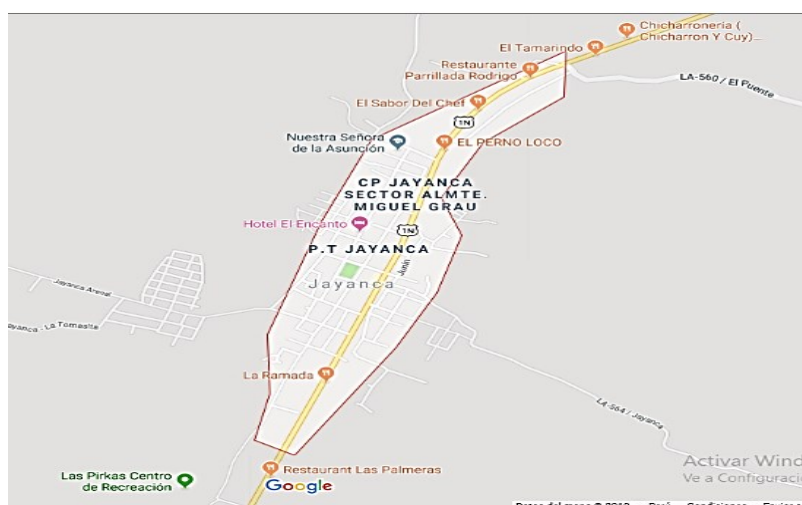 Chicharronería (
Chicharron Y Cuy)...
El Tamarindo
Restaurante
Parrillada Rodrigo
LA-560 / El Puente
El Sabor Del Chef
1N
Nuestra Señora
de la Asunción
EL PERNO LOCO
CP JAYANCA
SECTOR ALMTE.
MIGUEL GRAU
Hotel El Encanto
1N
P.T JAYANCA
Junín
Jayanca
Jayanca Arenal
Jayanca - La Tomasita
La Ramada
LA-564 / Jayanca
Restaurant Las Palmeras
Las Pirkas Centro
de Recreación
Google
Activar Wind
Ve a Configuració